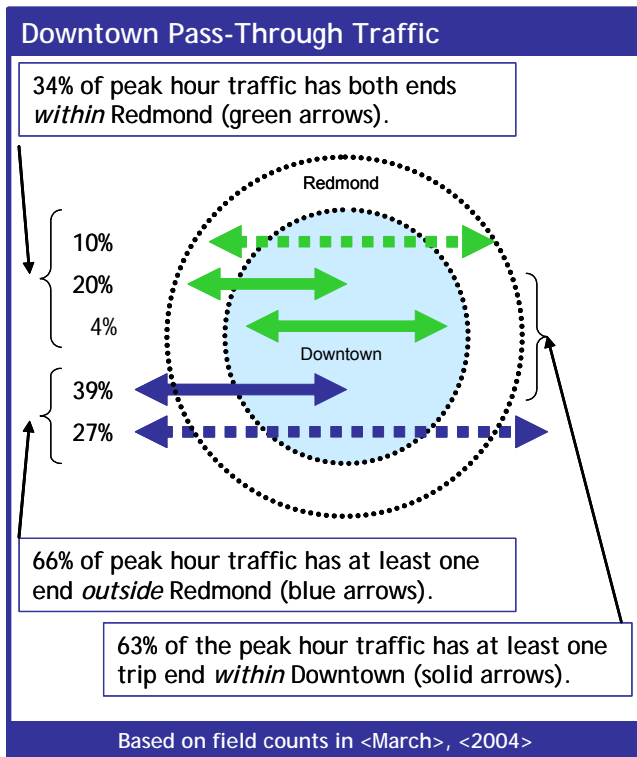 Downtown Pass-Through Traffic
34% of peak hour traffic has both ends
within Redmond (green arrows).
Redmond
10%
20%
4%
Downtown
39%
27%
66% of peak hour traffic has at least one
end outside Redmond (blue arrows).
63% of the peak hour traffic has at least one
trip end within Downtown (solid arrows).
Based on field counts in <March>, <2004>